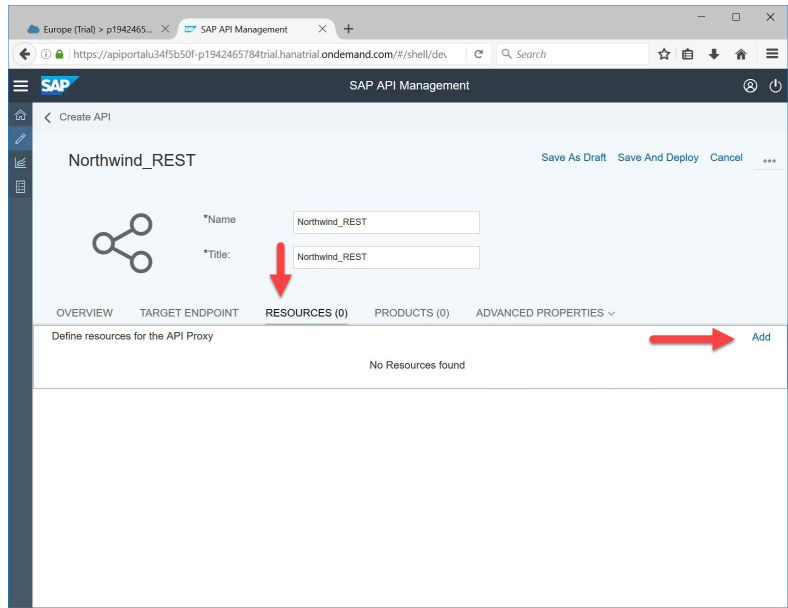 Europe (Trial) > p1942465...
SAP API Management
https://apiportalu34f5b50f-p1942465784trial.hanatrial.ondemand.com/#/shell/dev
Search
SAP
SAP API Management
Create API
Northwind_REST
Save As Draft
Save And Deploy
Cancel
*Name
Northwind_REST
*Title:
Northwind_REST
OVERVIEW
TARGET ENDPOINT
RESOURCES (0)
PRODUCTS (0)
ADVANCED PROPERTIES
Define resources for the API Proxy
Add
No Resources found